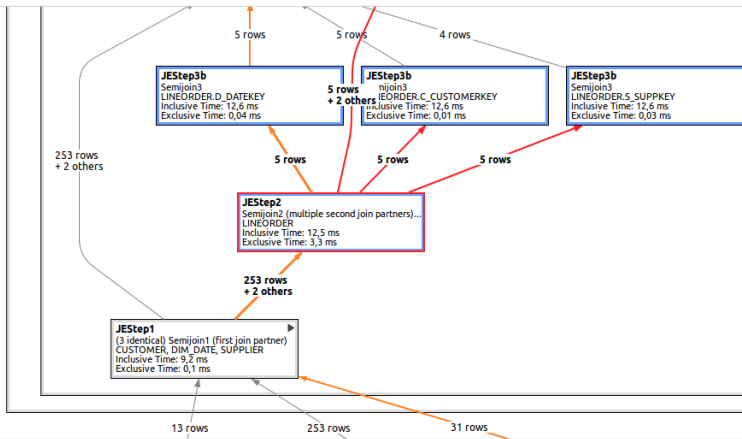 5 rows
5 rows
4 rows
JEStep3b
Semijoin3
LINEORDER.D_DATEKEY
Inclusive Time: 12,6 ms
Exclusive Time: 0,04 ms
5 rows
+ 2 others
JEStep3b
mijoin3
IEORDER.C_CUSTOMERKEY
Inclusive Time: 12,6 ms
Exclusive Time: 0,01 ms
JEStep3b
Semijoin3
LINEORDER.S_SUPPKEY
Inclusive Time: 12,6 ms
Exclusive Time: 0,03 ms
253 rows
+ 2 others
5 rows
5 rows
5 rows
JEStep2
Semijoin2 (multiple second join partners)...
LINEORDER
Inclusive Time: 12,5 ms
Exclusive Time: 3,3 ms
253 rows
+ 2 others
JEStep1
(3 identical) Semijoin1 (first join partner)
CUSTOMER, DIM_DATE, SUPPLIER
Inclusive Time: 9,2 ms
Exclusive Time: 0,1 ms
13 rows
253 rows
31 rows